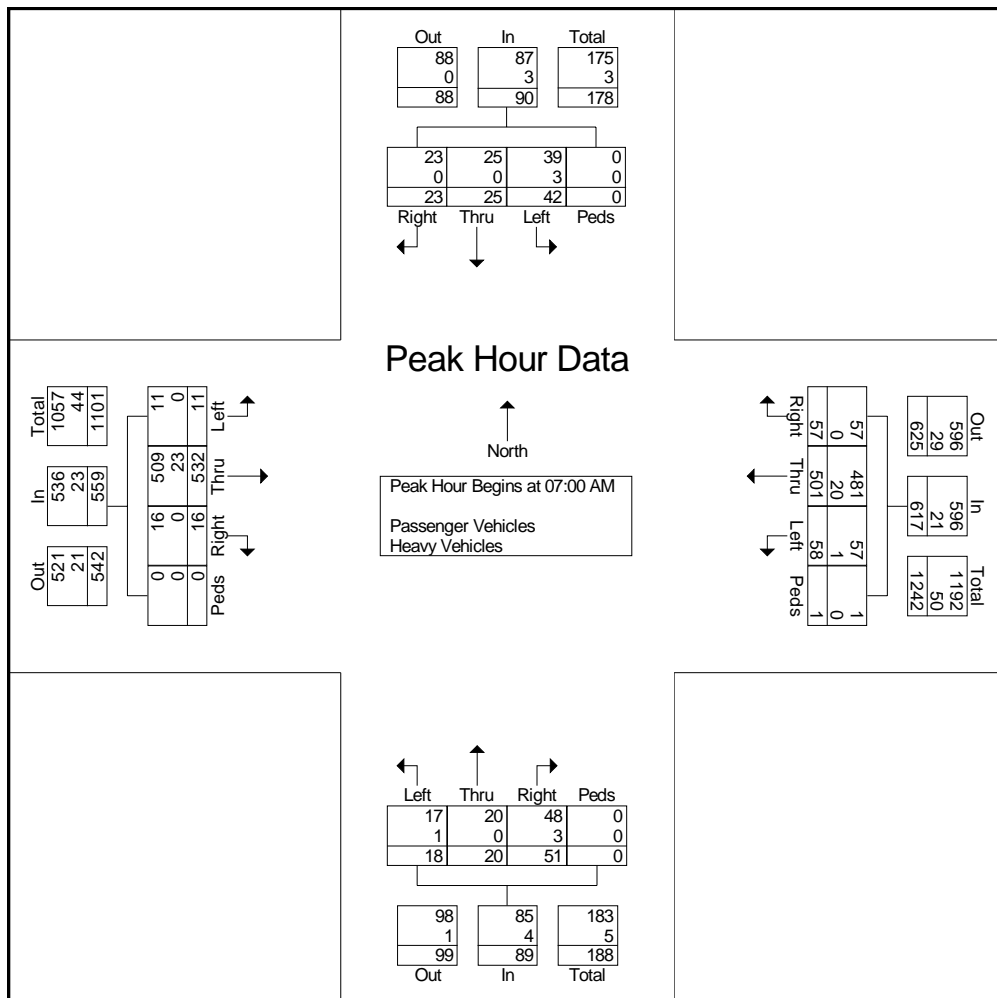 Out In Total
88 87 175
0 3 3
88 90 178
23 25 39 0
0 0 3 0
23 25 42 0
Right Thru Left Peds
Peak Hour Data
North
Peak Hour Begins at 07:00 AM
Passenger Vehicles
Heavy Vehicles
Total In Out
1057 536 521
44 23 21
1101 559 542
11 509 16 0
0 23 0 0
11 532 16 0
Left Thru Right Peds
Out In Total
596 596 1192
29 21 50
625 617 1242
57 481 57 1
0 20 1 0
57 501 58 1
Right Thru Left Peds
Left Thru Right Peds
17 20 48 0
1 0 3 0
18 20 51 0
98 85 183
1 4 5
99 89 188
Out In Total